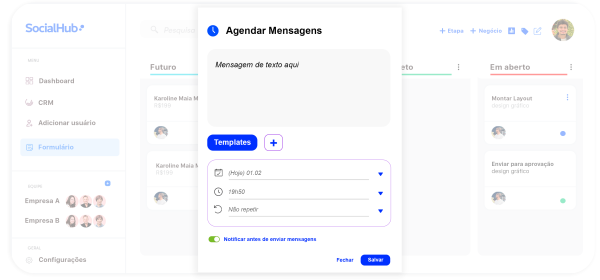 SocialHub
MENU
Dashboard
CRM
Adicionar usuário
Formulário
Empresa A
Empresa B
Configurações
Pesquisar
+ Etapa
+ Negócio
Futuro
Karoline Maia M
Karoline Maia M
Agendar Mensagens
Mensagem de texto aqui
Templates
+
(Hoje) 01.02
19h50
Não repetir
Notificar antes de enviar mensagens
Fechar
Salvar
eto
Em aberto
Montar Layout
design gráfico
Enviar para aprovação
design gráfico